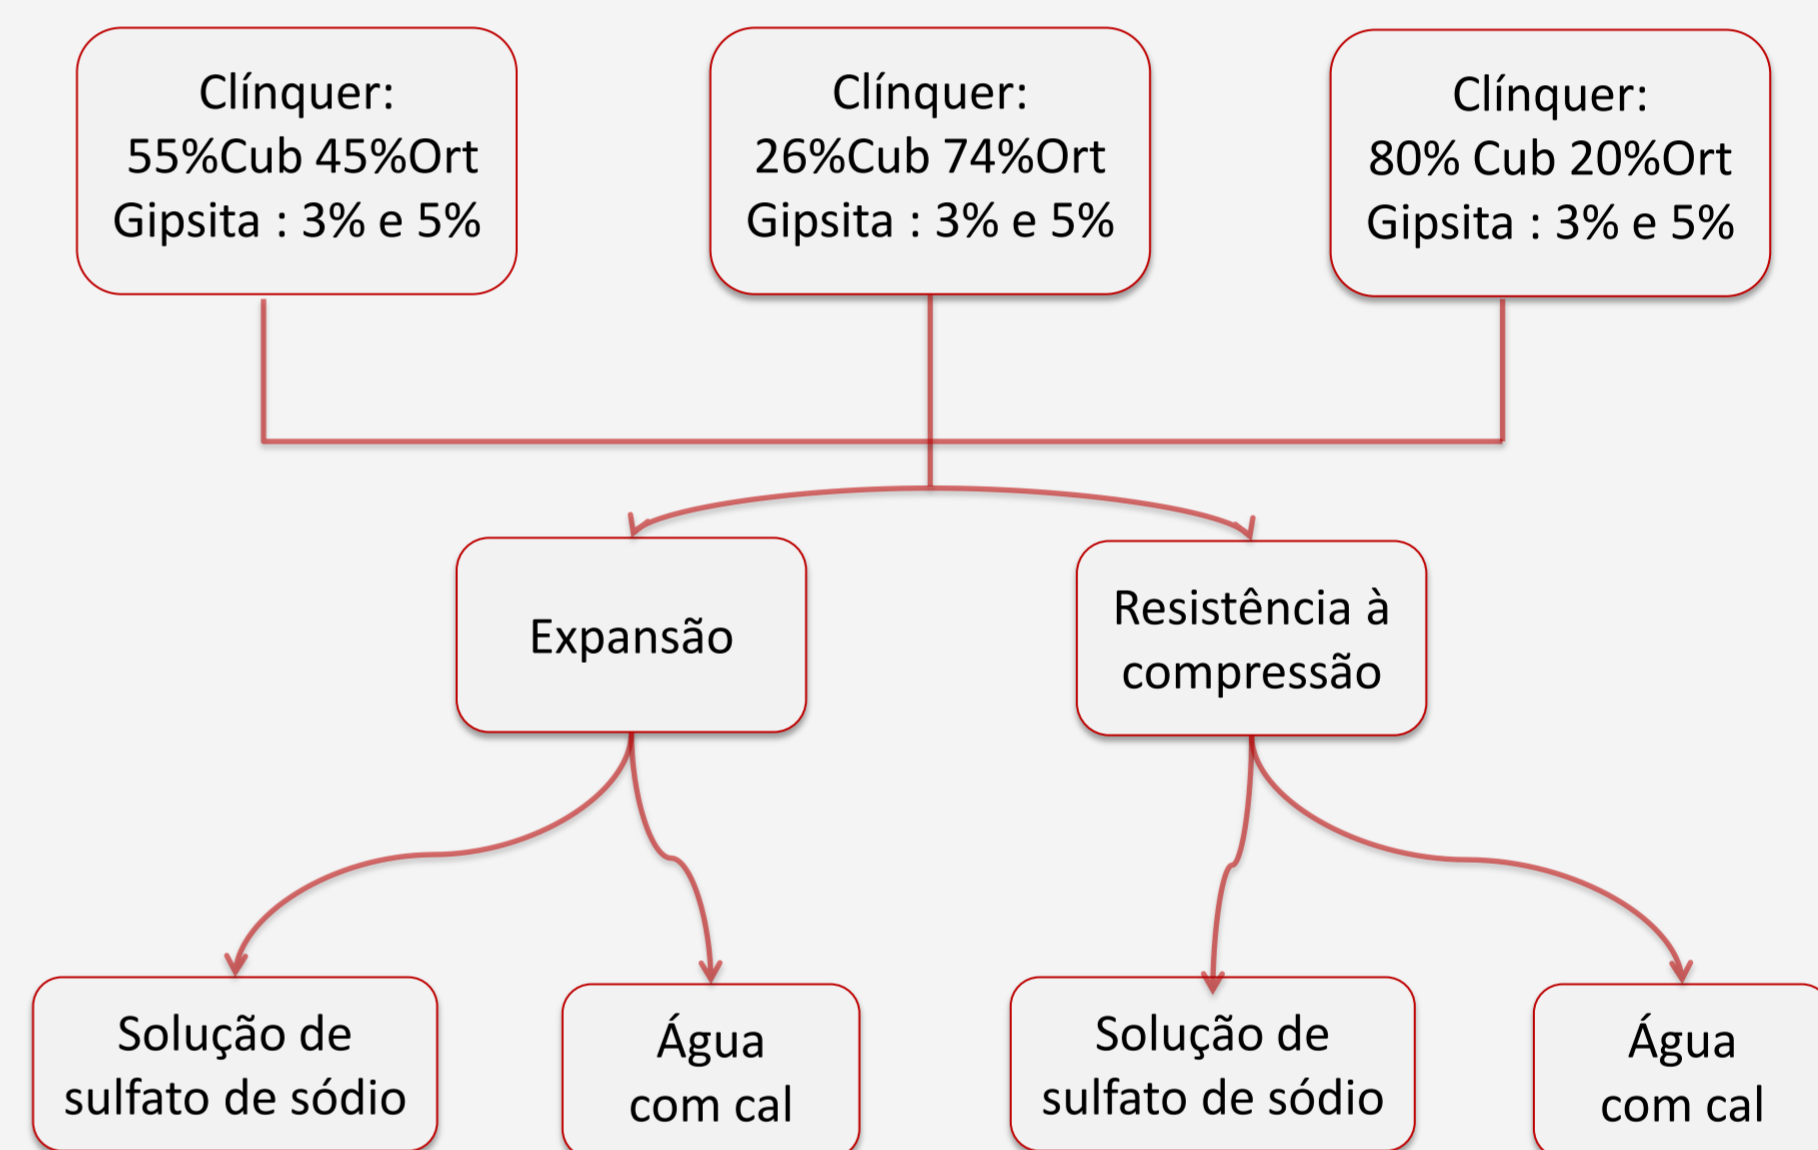 Clínquer:
55%Cub 45%Ort
Gipsita : 3% e 5%
Clínquer:
26%Cub 74%Ort
Gipsita : 3% e 5%
Clínquer:
80% Cub 20%Ort
Gipsita : 3% e 5%
Expansão
Resistência à
compressão
Solução de
sulfato de sódio
Água
com cal
Solução de
sulfato de sódio
Água
com cal